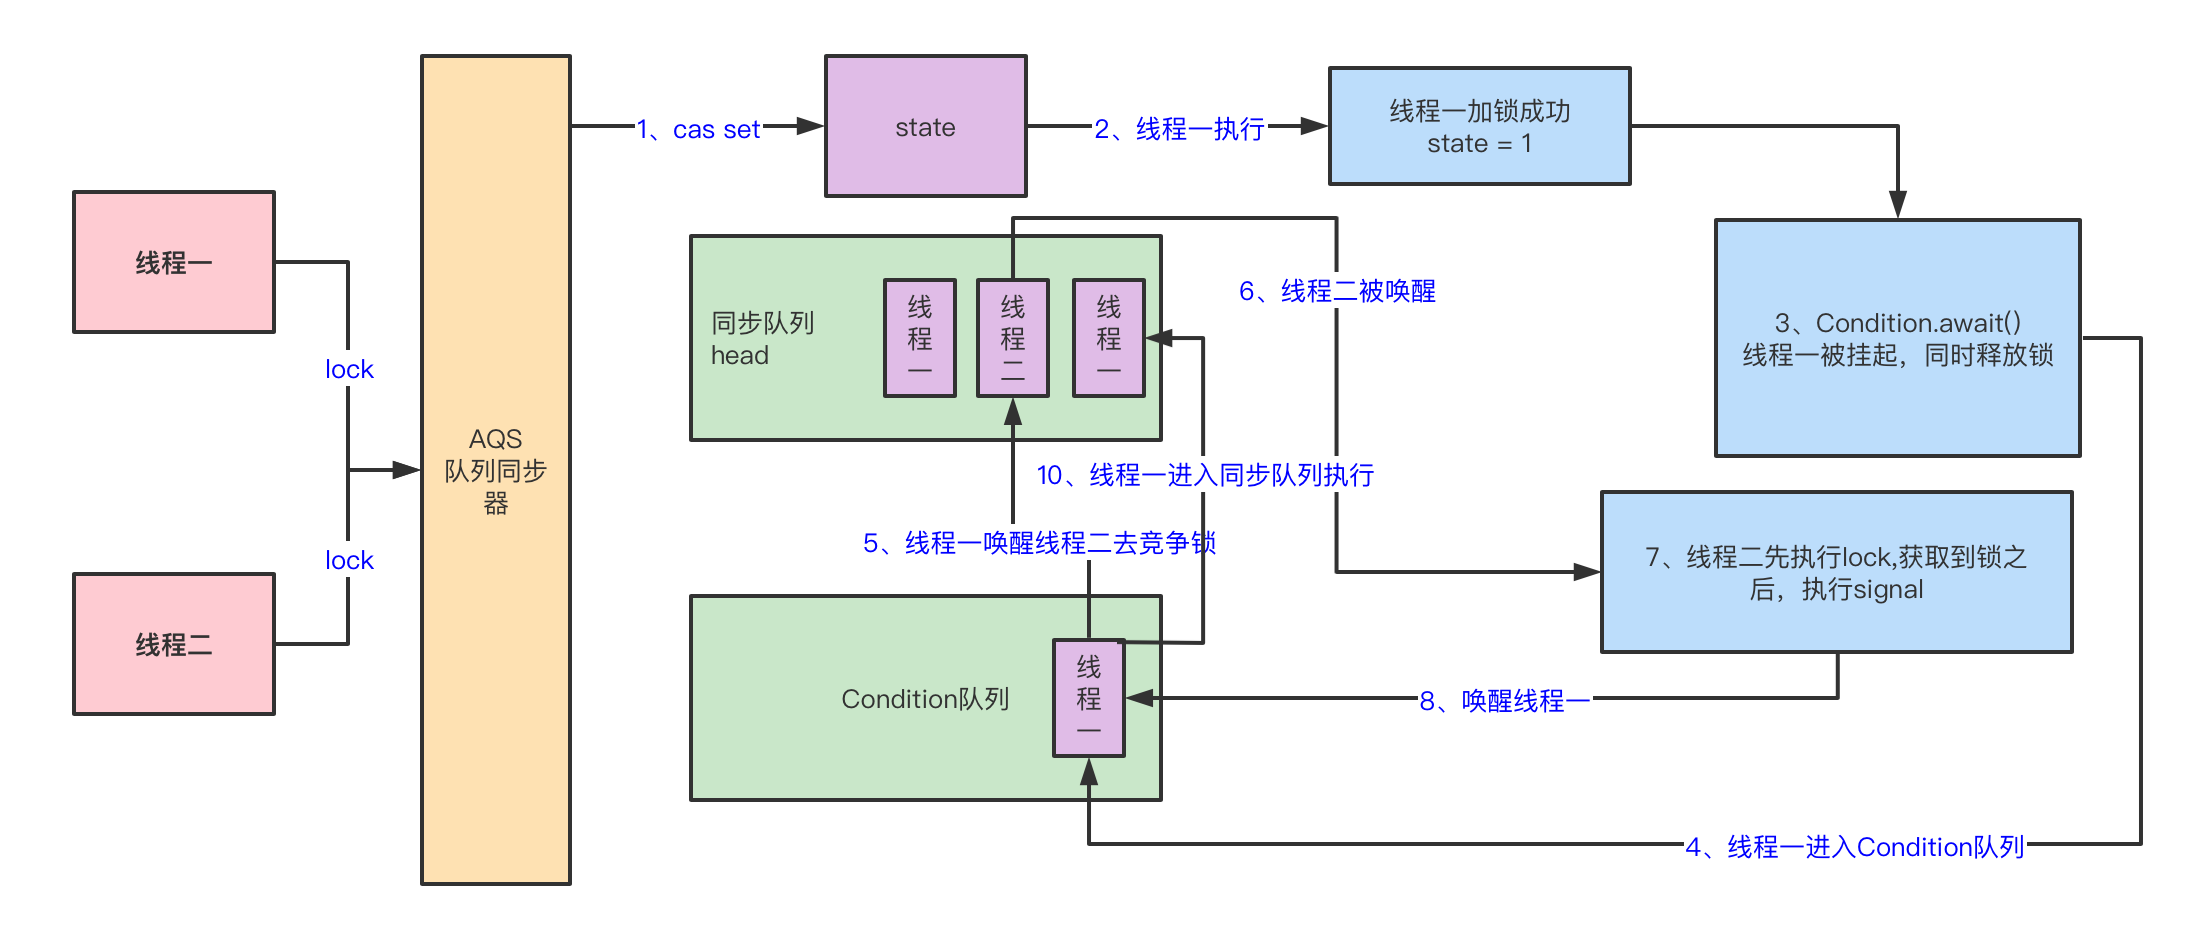 线程一
lock
lock
线程二
AQS
队列同步
器
1、cas set
state
2、线程一执行
线程一加锁成功
state = 1
3、Condition.await()
线程一被挂起，同时释放锁
同步队列
head
线
程
一
线
程
二
线
程
一
6、线程二被唤醒
10、线程一进入同步队列执行
5、线程一唤醒线程二去竞争锁
7、线程二先执行lock,获取到锁之
后，执行signal
Condition队列
线
程
一
8、唤醒线程一
4、线程一进入Condition队列